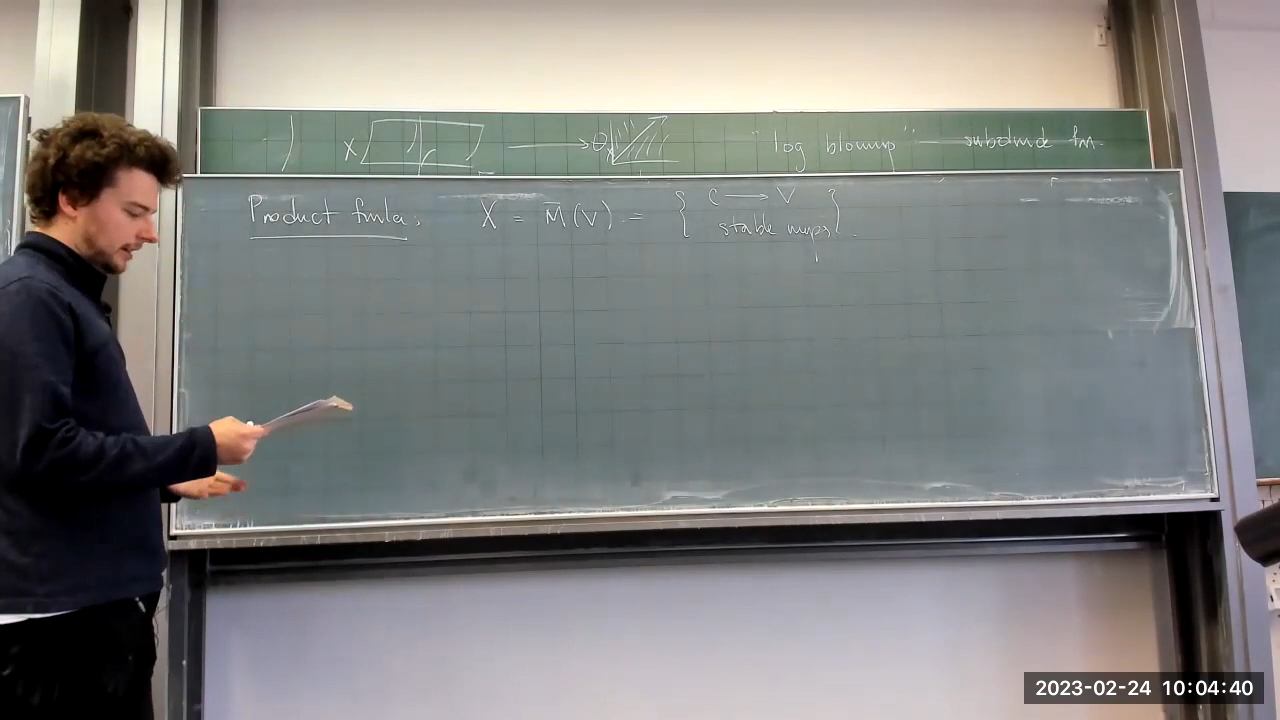 X → "log blowup" — subdivide fan.
Product fmla: X = M̄(V) = { C → V
stable maps }.
2023-02-24 10:04:40